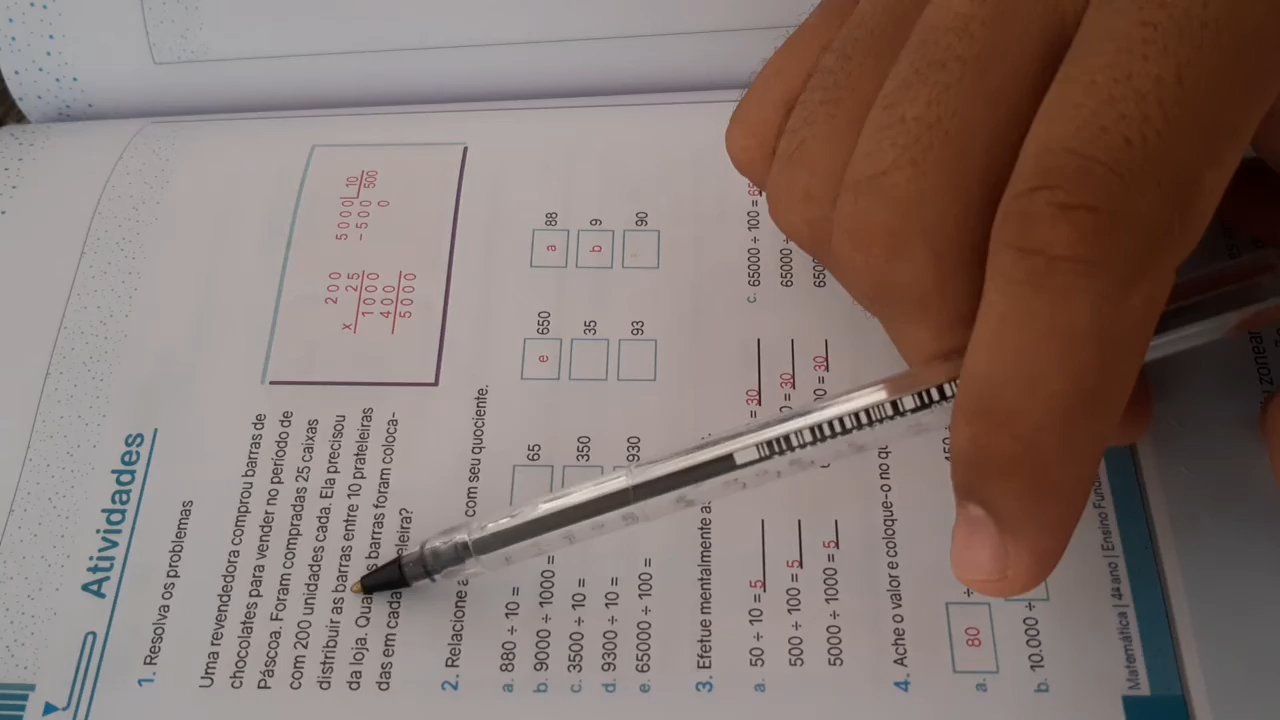 Atividades
1. Resolva os problemas
Uma revendedora comprou barras de
chocolates para vender no período de
Páscoa. Foram compradas 25 caixas
com 200 unidades cada. Ela precisou
distribuir as barras entre 10 prateleiras
da loja. barras foram coloca-
das em cada
200
x 25
1000
400
5000
5000 10
-500 500
0
2. Relacione com seu quociente.
a. 880 ÷ 10 =
b. 9000 ÷ 1000 =
c. 3500 ÷ 10 =
d. 9300 ÷ 10 =
e. 65000 ÷ 100 =
65
350
930
e 650
35
93
a 88
b 9
90
3. Efetue mentalmente
a. 50 ÷ 10 = 5
500 ÷ 100 = 5
5000 ÷ 1000 = 5
= 30
= 30
= 30
c. 65000 ÷ 100 =
65000 ÷
4. Ache o valor e coloque-o no
a. 80 ÷
b. 10.000 ÷
Matemática | 4º ano | Ensino